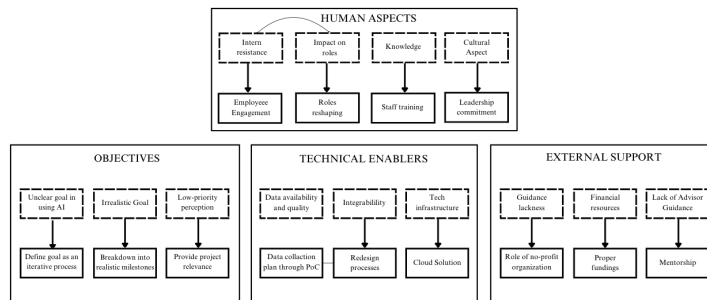 HUMAN ASPECTS
Intern
resistance
Impact on
roles
Knowledge
Cultural
Aspect
Employeee
Engagement
Roles
reshaping
Staff training
Leadership
commitment
OBJECTIVES
Unclear goal in
using AI
Irrealistic Goal
Low-priority
perception
Define goal as an
iterative process
Breakdown into
realistic milestones
Provide project
relevance
TECHNICAL ENABLERS
Data availability
and quality
Integrabilility
Tech
infrastructure
Data collaction
plan through PoC
Redesign
processes
Cloud Solution
EXTERNAL SUPPORT
Guidance
lackness
Financial
resources
Lack of Advisor
Guidance
Role of no-profit
organization
Proper
fundings
Mentorship